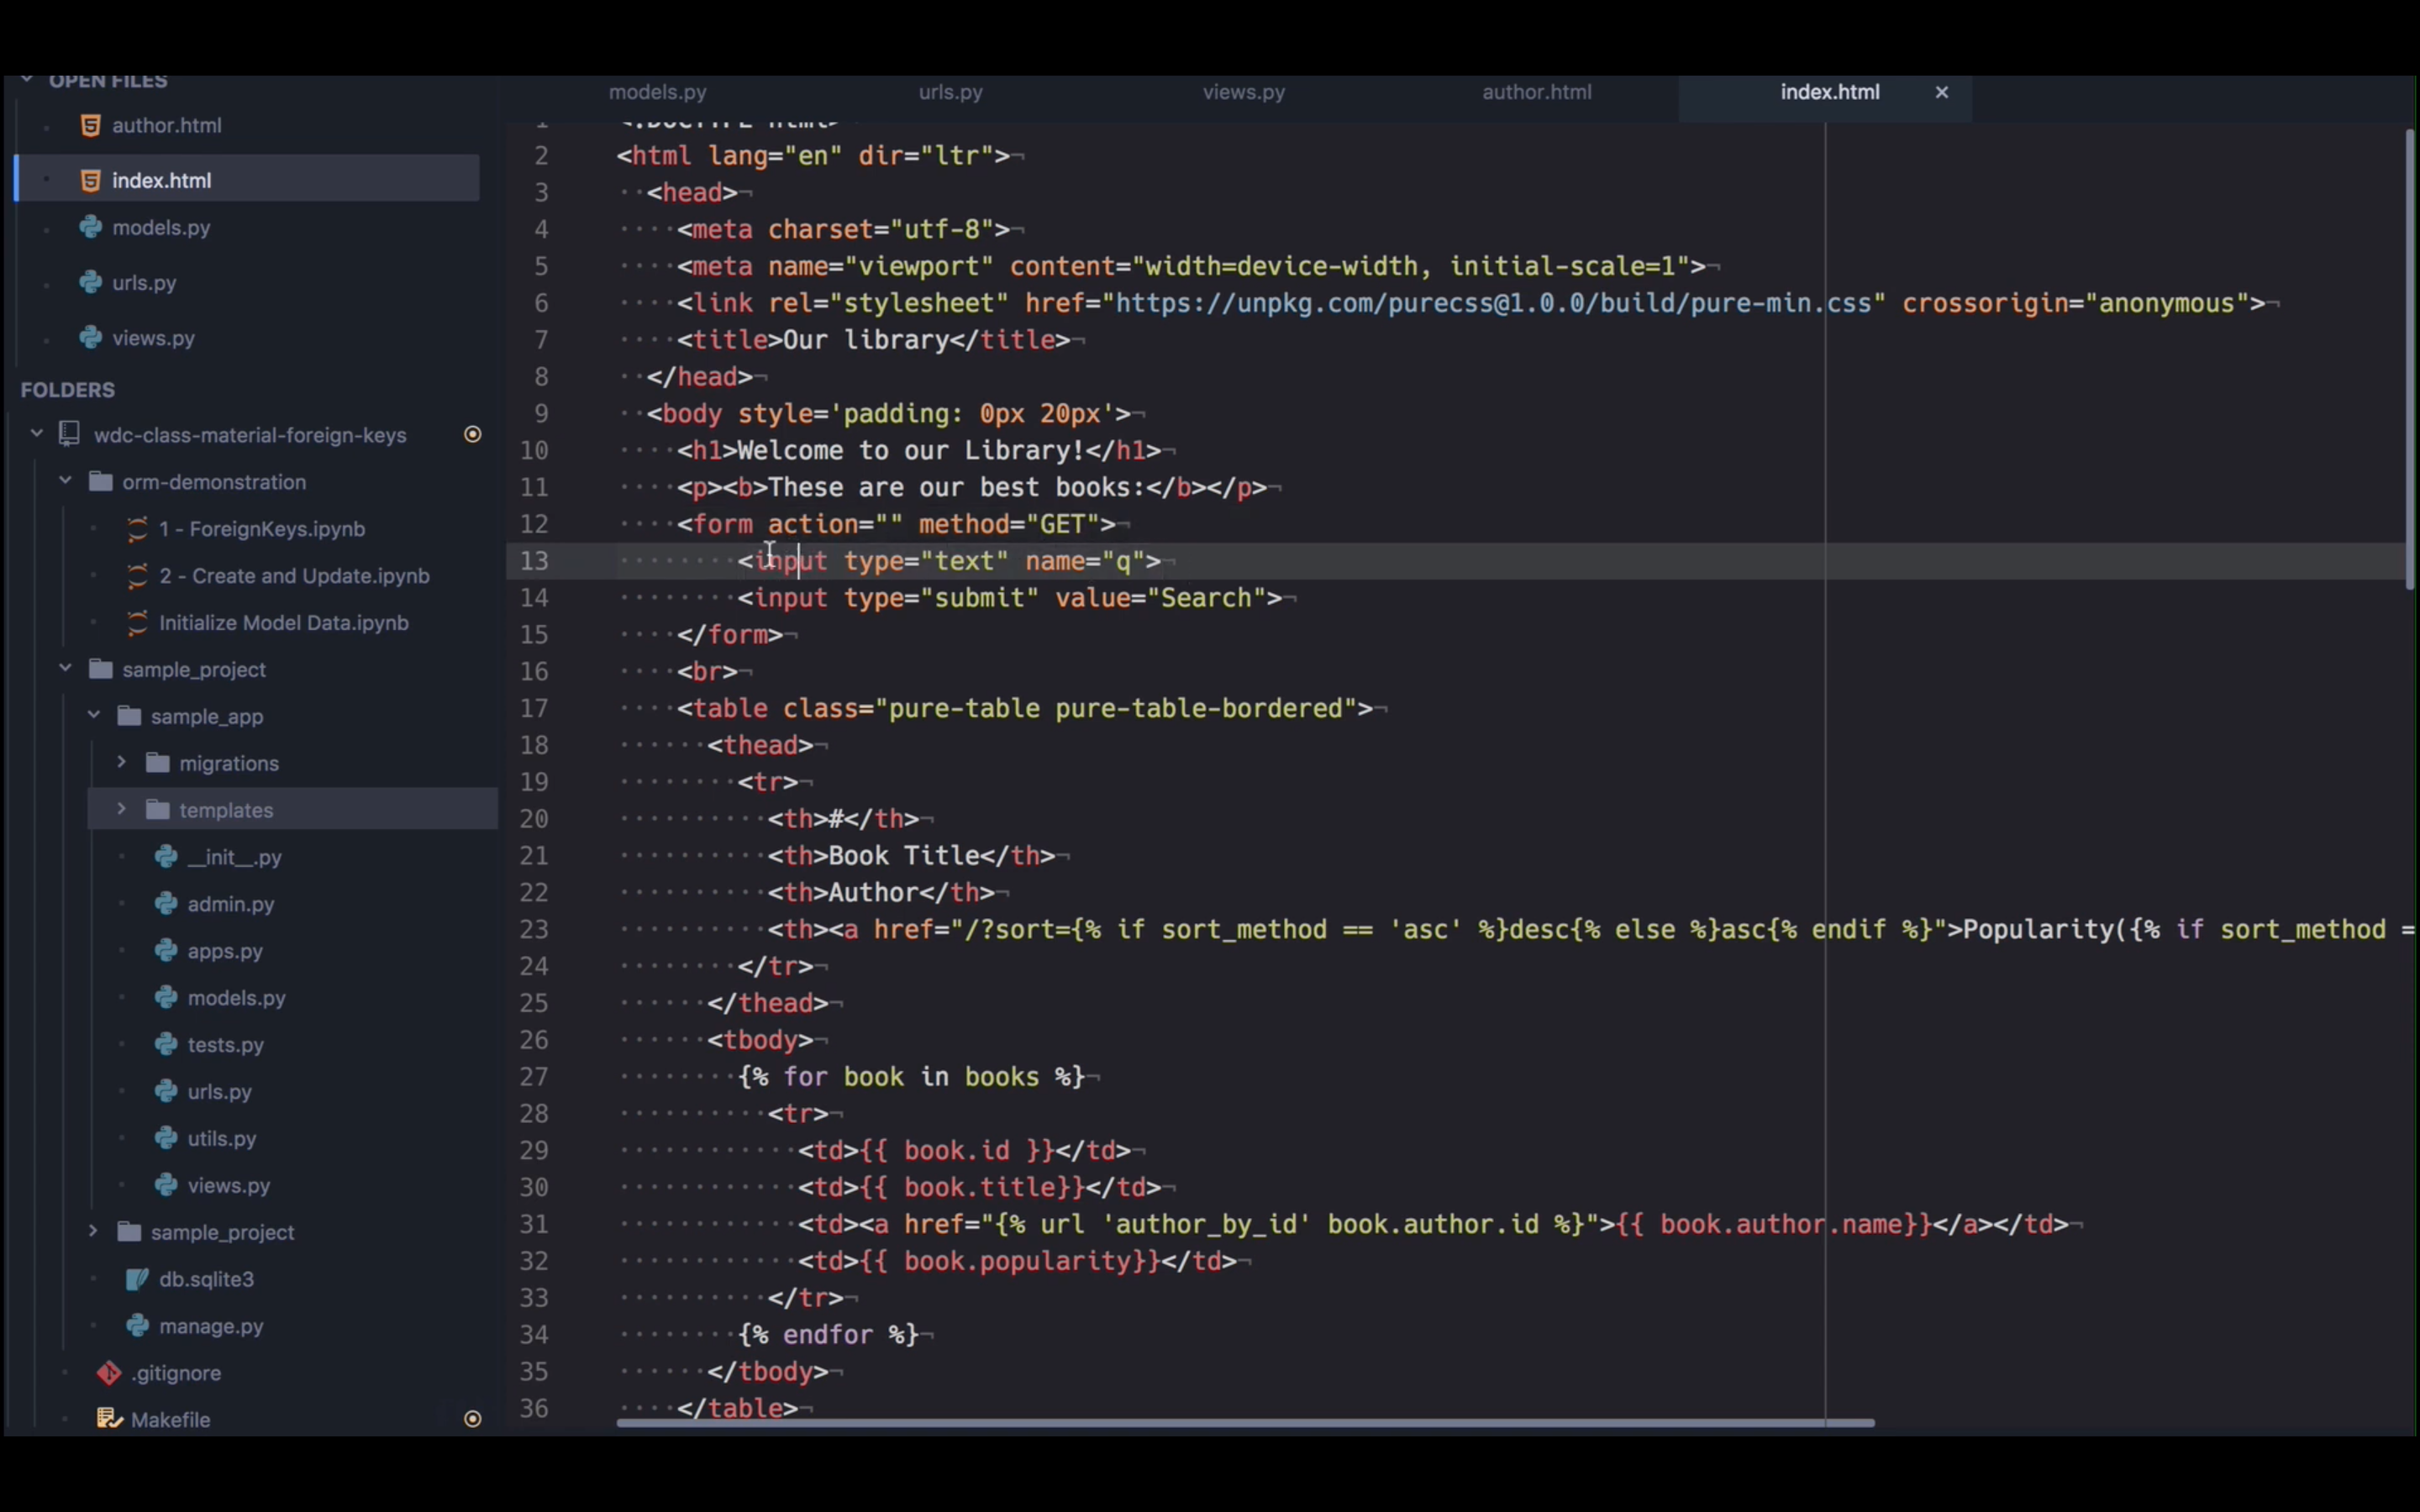 OPEN FILES
author.html
index.html
models.py
urls.py
views.py
FOLDERS
wdc-class-material-foreign-keys
orm-demonstration
1 - ForeignKeys.ipynb
2 - Create and Update.ipynb
Initialize Model Data.ipynb
sample_project
sample_app
migrations
templates
__init__.py
admin.py
apps.py
models.py
tests.py
urls.py
utils.py
views.py
sample_project
db.sqlite3
manage.py
.gitignore
Makefile
models.py urls.py views.py author.html index.html ×
1 <!DOCTYPE html>
2 <html lang="en" dir="ltr">¬
3 ··<head>¬
4 ····<meta charset="utf-8">¬
5 ····<meta name="viewport" content="width=device-width, initial-scale=1">¬
6 ····<link rel="stylesheet" href="https://unpkg.com/purecss@1.0.0/build/pure-min.css" crossorigin="anonymous">¬
7 ····<title>Our library</title>¬
8 ··</head>¬
9 ··<body style='padding: 0px 20px'>¬
10 ····<h1>Welcome to our Library!</h1>¬
11 ····<p><b>These are our best books:</b></p>¬
12 ····<form action="" method="GET">¬
13 ········<input type="text" name="q">¬
14 ········<input type="submit" value="Search">¬
15 ····</form>¬
16 ····<br>¬
17 ····<table class="pure-table pure-table-bordered">¬
18 ······<thead>¬
19 ········<tr>¬
20 ··········<th>#</th>¬
21 ··········<th>Book Title</th>¬
22 ··········<th>Author</th>¬
23 ··········<th><a href="/?sort={% if sort_method == 'asc' %}desc{% else %}asc{% endif %}">Popularity({% if sort_method =
24 ········</tr>¬
25 ······</thead>¬
26 ······<tbody>¬
27 ········{% for book in books %}¬
28 ··········<tr>¬
29 ············<td>{{ book.id }}</td>¬
30 ············<td>{{ book.title}}</td>¬
31 ············<td><a href="{% url 'author_by_id' book.author.id %}">{{ book.author.name}}</a></td>¬
32 ············<td>{{ book.popularity}}</td>¬
33 ··········</tr>¬
34 ········{% endfor %}¬
35 ······</tbody>¬
36 ····</table>¬